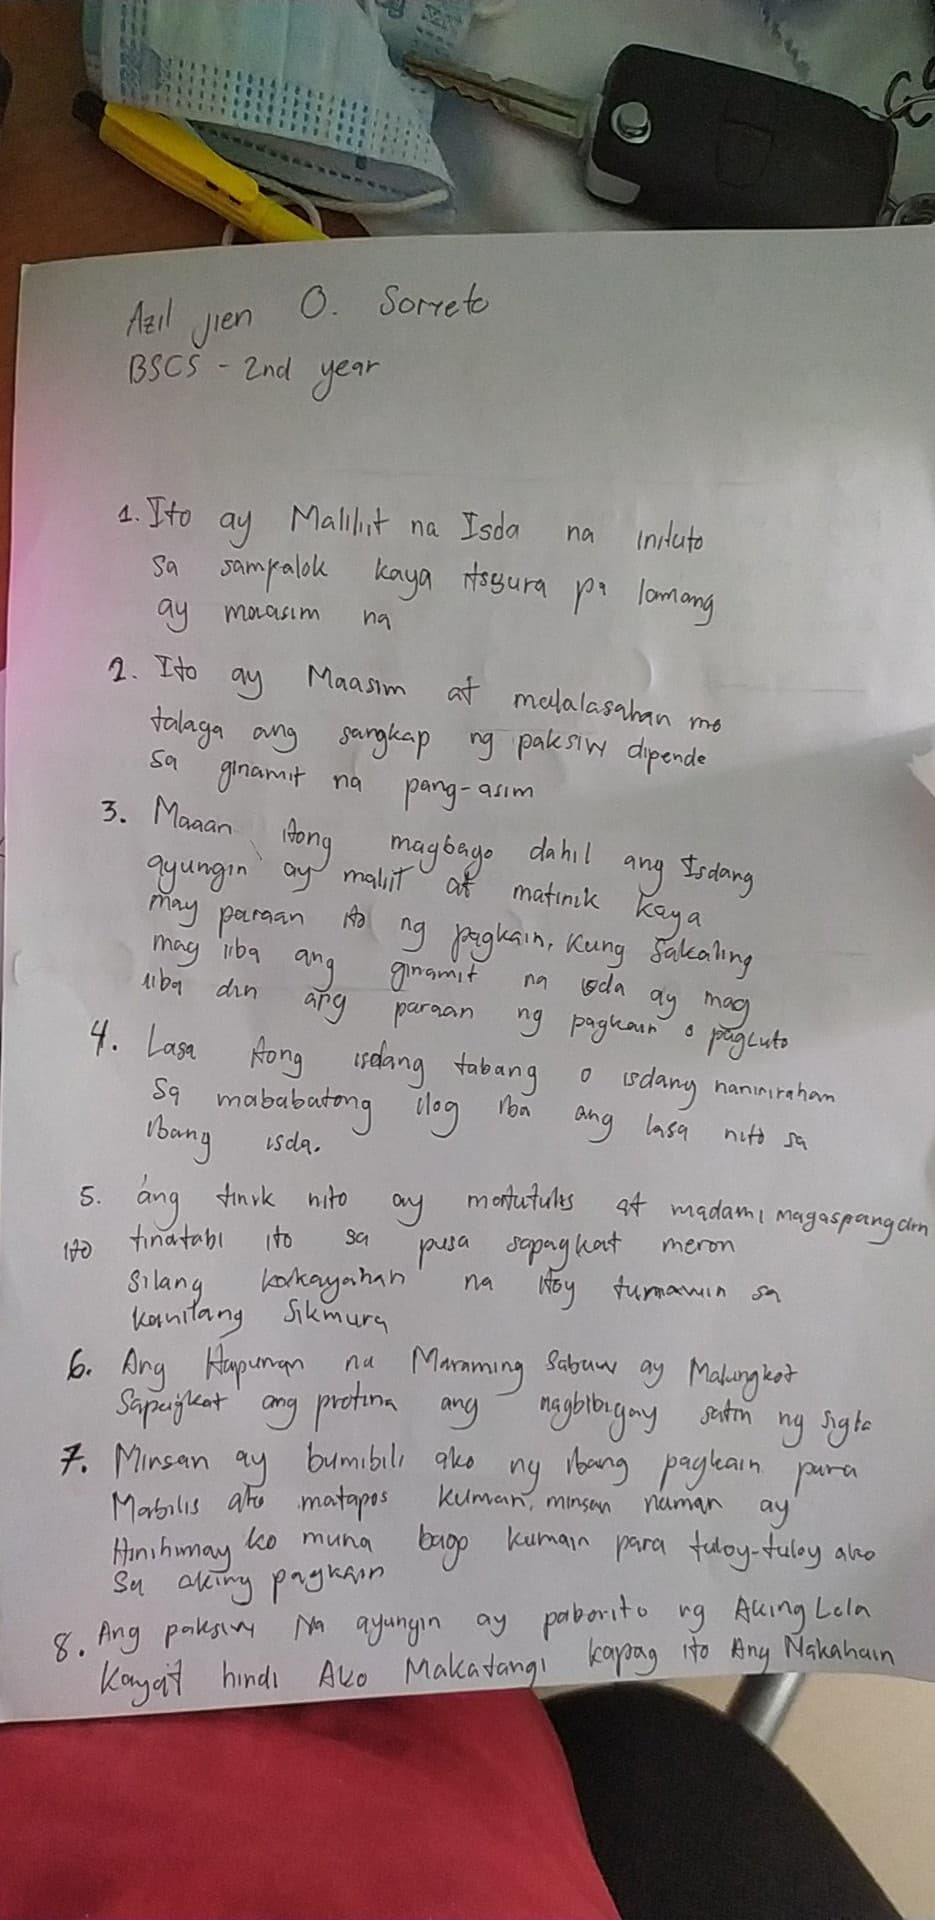 Azil jien O. Sorreto
BSCS - 2nd year
1. Ito ay Maliliit na Isda na iniluto
sa sampalok kaya itsyura pa lamang
ay maasim na
2. Ito ay Maasim at malalasahan mo
talaga ang sangkap ng paksiw dipende
sa ginamit na pang-asim
3. Maaan itong magbago dahil ang Isdang
ayungin ay maliit at matinik kaya
may paraan ito ng pagkain, kung sakaling
mag iiba ang ginamit na isda ay mag
iiba din ang paraan ng pagkain o pagLuto
4. Lasa itong isdang tabang o isdang naninirahan
sa mababatong ilog iba ang lasa nito sa
ibang isda.
5. ang tinik nito ay matutulis at madami magaspang din
ito tinatabi ito sa pusa sapagkat meron
silang kakayahan na itoy tunawin sa
kanilang sikmura
6. Ang Hapunan na Maraming Sabaw ay Malungkot
Sapagkat ang protina ang nagbibigay satin ng sigla
7. Minsan ay bumibili ako ng ibang pagkain para
Mabilis ako matapos kumain, minsan naman ay
Hinihimay ko muna bago kumain para tuloy-tuloy ako
Sa aking pagkain
8. Ang paksiw Na ayungin ay paborito ng Aking Lola
Kaya't hindi Ako Makatangi kapag ito Ang Nakahain